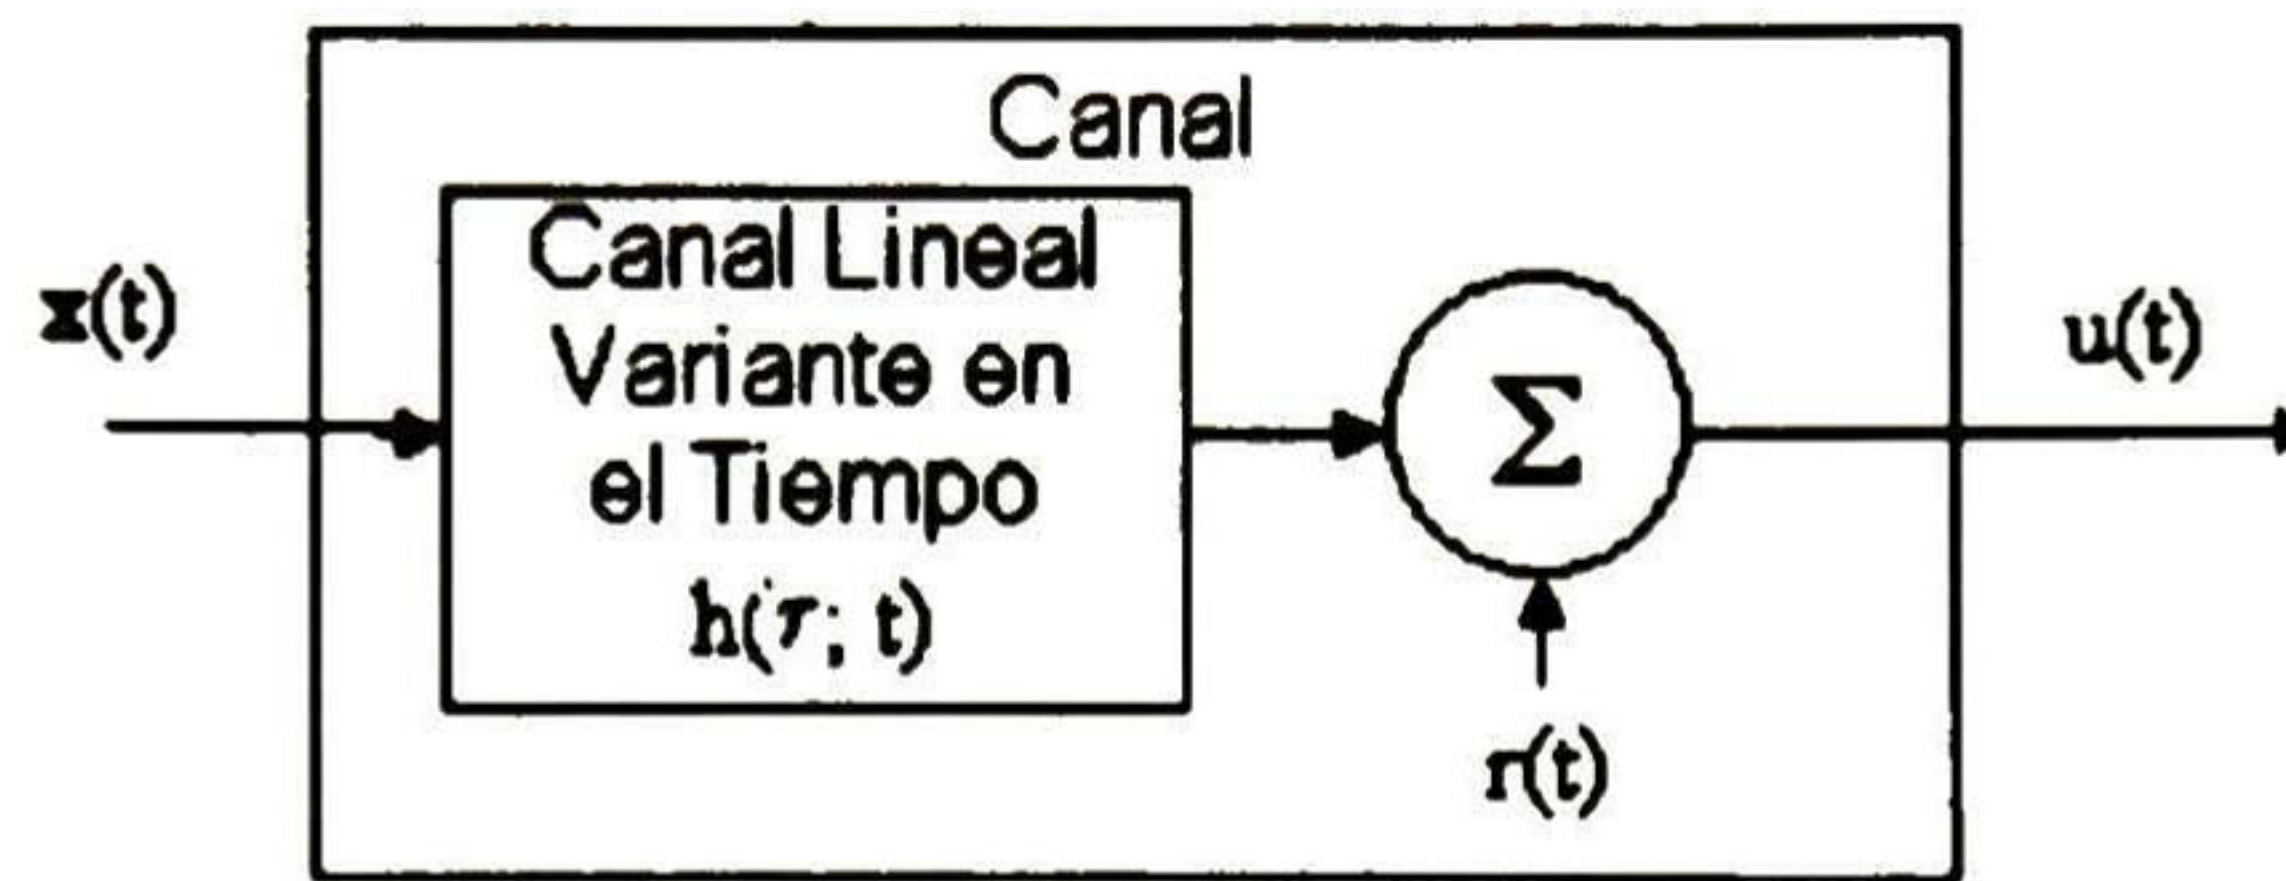 Canal
Canal Lineal
Variante en
el Tiempo
h(τ; t)
x(t)
Σ
u(t)
r(t)